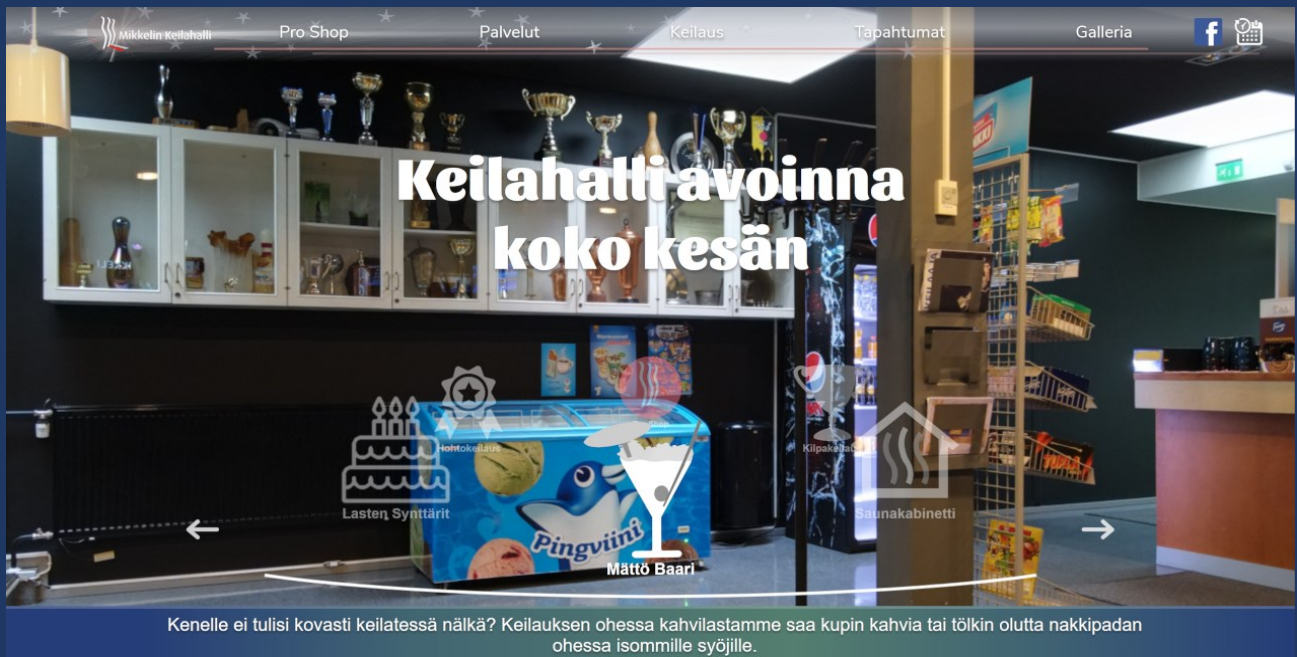 Mikkelin Keilahalli
Pro Shop
Palvelut
Keilaus
Tapahtumat
Galleria
Keilahalli avoinna
koko kesän
Hohtokeilaus
Lasten Synttärit
Saunakabinetti
Pingviini
Mättö Baari
Kenelle ei tulisi kovasti keilatessä nälkä? Keilauksen ohessa kahvilastamme saa kupin kahvia tai tölkin olutta nakkipadan
ohessa isommille syöjille.